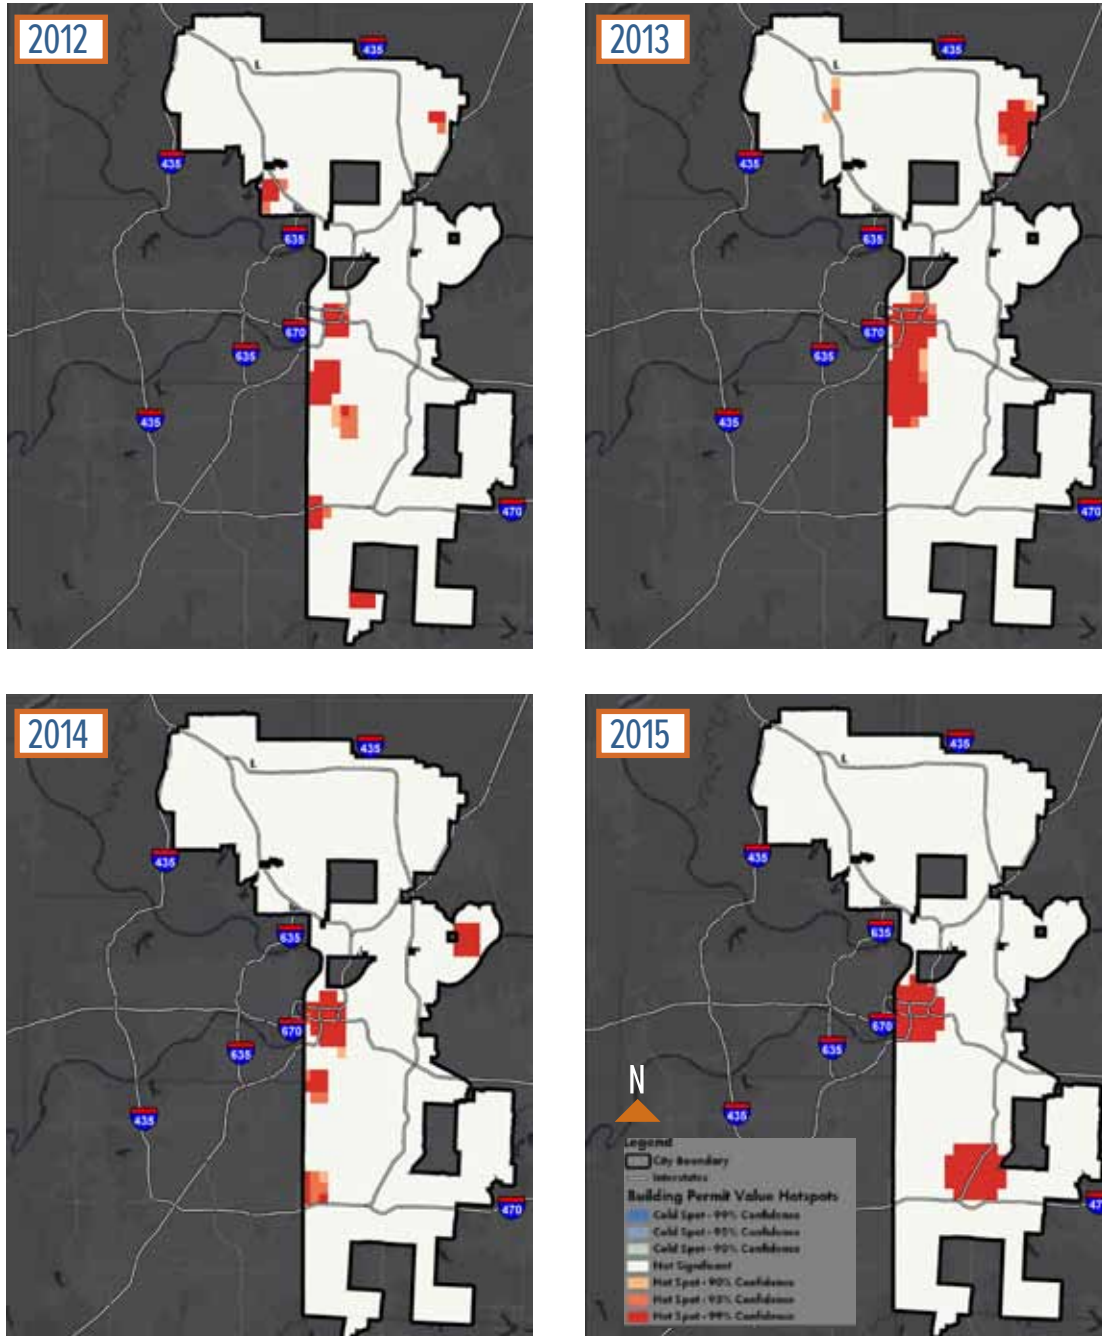 2012
435
435
635
670
635
435
470
2013
435
435
635
670
635
435
470
2014
435
435
635
670
635
435
470
2015
435
435
635
670
635
435
47
N
Legend
City Boundary
Interstates
Building Permit Value Hotspots
Cold Spot - 99% Confidence
Cold Spot - 95% Confidence
Cold Spot - 90% Confidence
Not Significant
Hot Spot - 90% Confidence
Hot Spot - 95% Confidence
Hot Spot - 99% Confidence